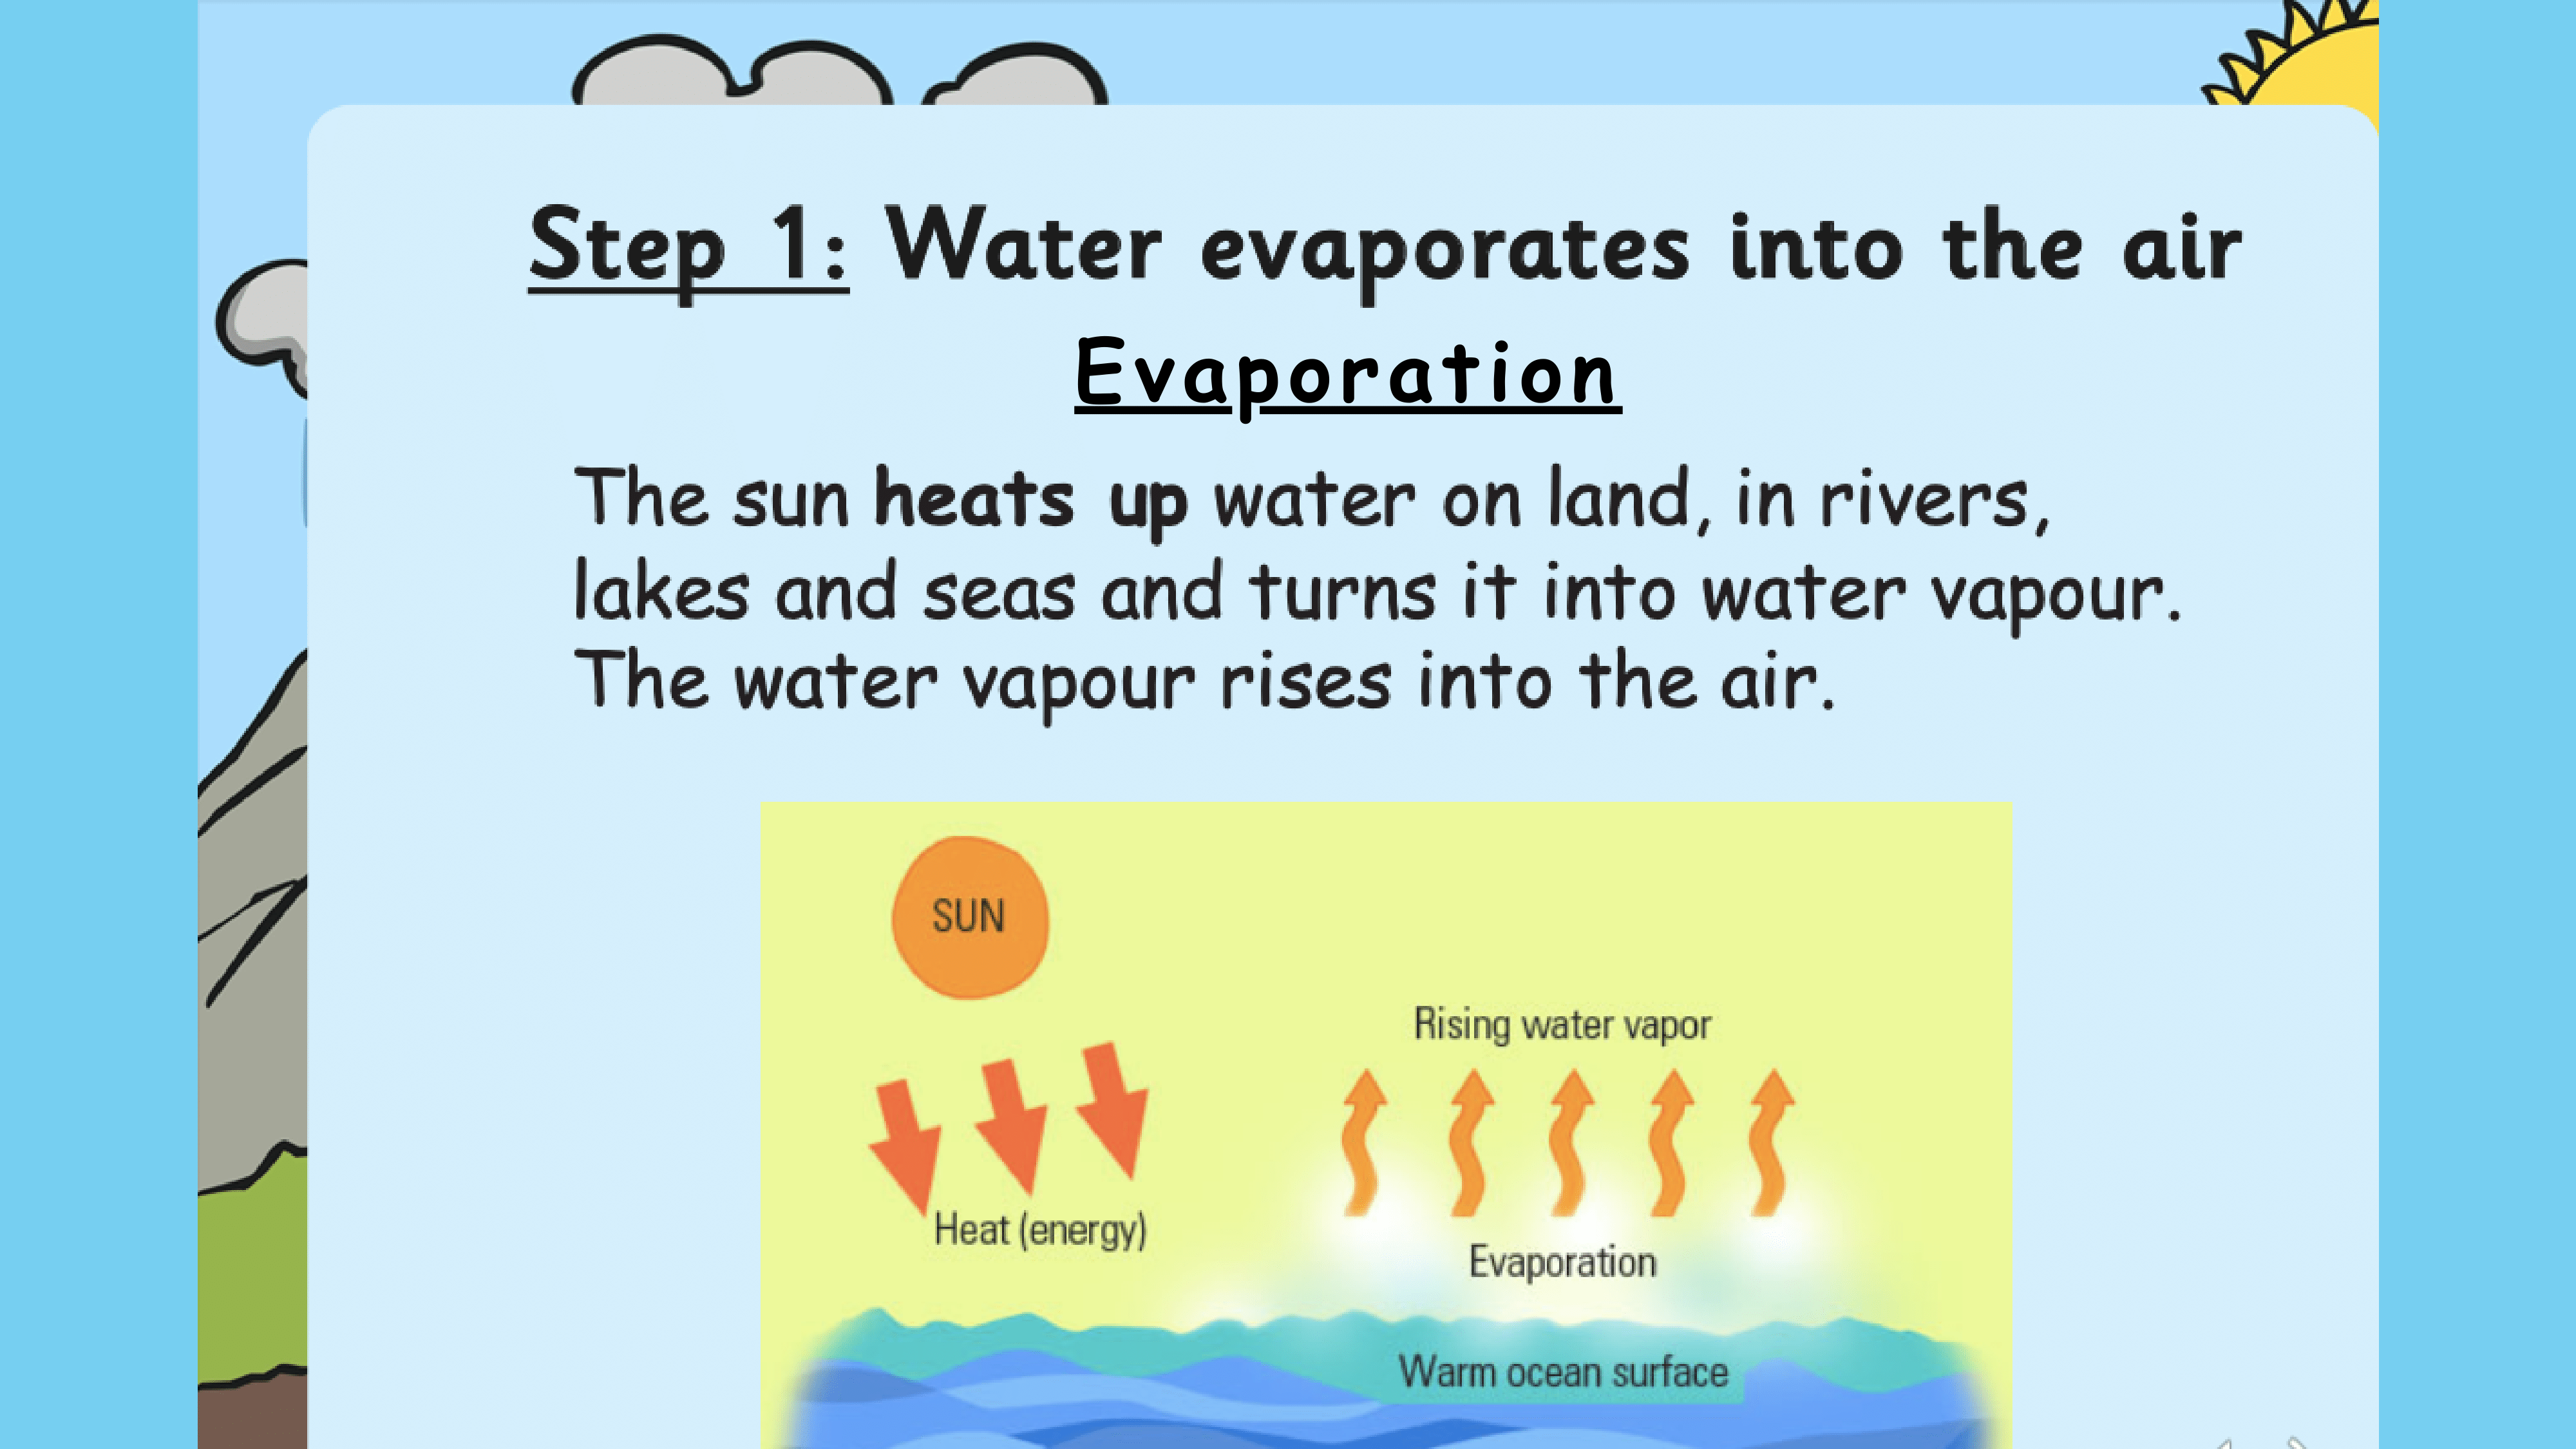 Step 1: Water evaporates into the air
Evaporation
The sun heats up water on land, in rivers,
lakes and seas and turns it into water vapour.
The water vapour rises into the air.
SUN
Rising water vapor
Heat (energy)
Evaporation
Warm ocean surface